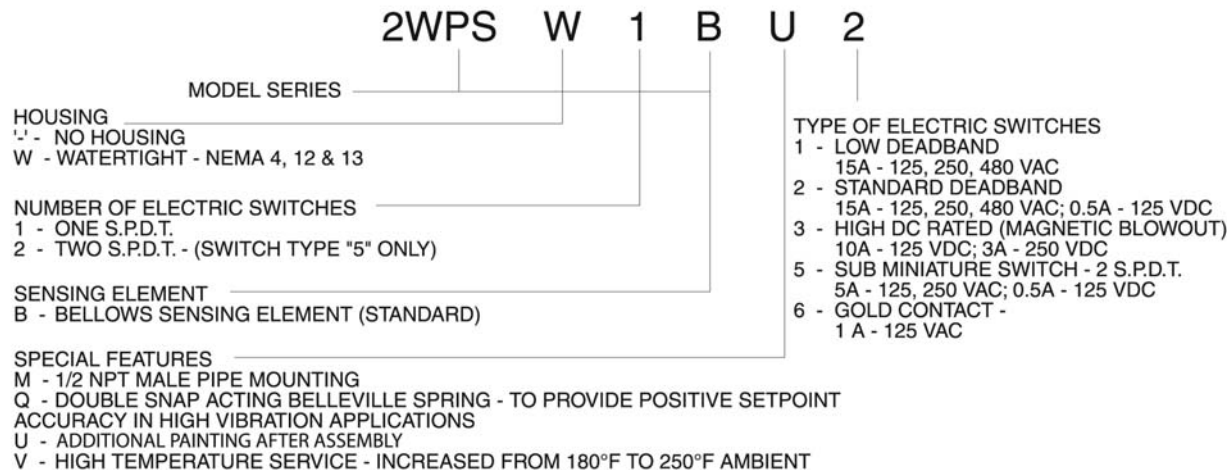 2WPS W 1 B U 2
MODEL SERIES
HOUSING
'-' - NO HOUSING
W - WATERTIGHT - NEMA 4, 12 & 13
NUMBER OF ELECTRIC SWITCHES
1 - ONE S.P.D.T.
2 - TWO S.P.D.T. - (SWITCH TYPE "5" ONLY)
SENSING ELEMENT
B - BELLOWS SENSING ELEMENT (STANDARD)
SPECIAL FEATURES
M - 1/2 NPT MALE PIPE MOUNTING
Q - DOUBLE SNAP ACTING BELLEVILLE SPRING - TO PROVIDE POSITIVE SETPOINT
ACCURACY IN HIGH VIBRATION APPLICATIONS
U - ADDITIONAL PAINTING AFTER ASSEMBLY
V - HIGH TEMPERATURE SERVICE - INCREASED FROM 180°F TO 250°F AMBIENT
TYPE OF ELECTRIC SWITCHES
1 - LOW DEADBAND
15A - 125, 250, 480 VAC
2 - STANDARD DEADBAND
15A - 125, 250, 480 VAC; 0.5A - 125 VDC
3 - HIGH DC RATED (MAGNETIC BLOWOUT)
10A - 125 VDC; 3A - 250 VDC
5 - SUB MINIATURE SWITCH - 2 S.P.D.T.
5A - 125, 250 VAC; 0.5A - 125 VDC
6 - GOLD CONTACT -
1 A - 125 VAC